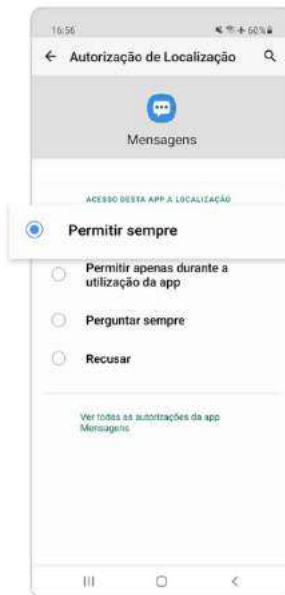 16:56
60%
Autorização de Localização
Mensagens
ACESSO DESTA APP A LOCALIZAÇÃO
Permitir sempre
Permitir apenas durante a
utilização da app
Perguntar sempre
Recusar
Ver todas as autorizações da app
Mensagens